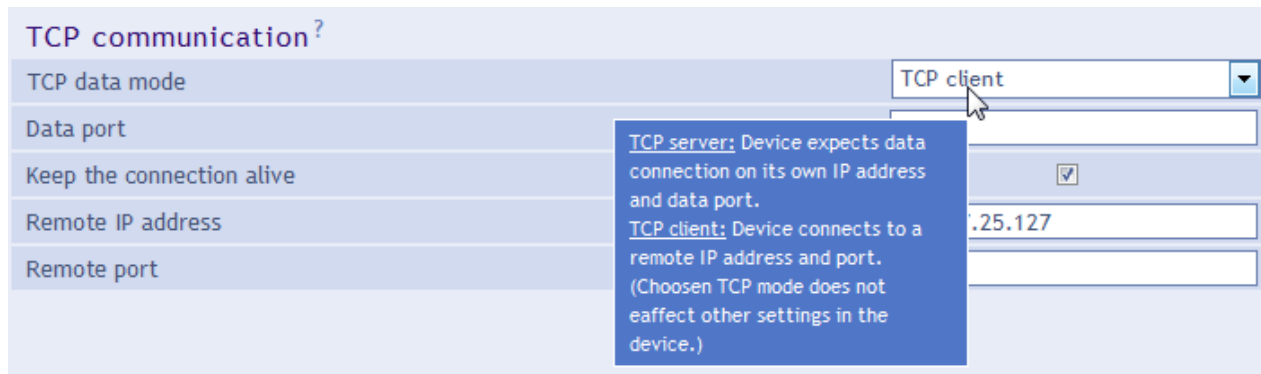 TCP communication?
TCP data mode
TCP client
Data port
Keep the connection alive
Remote IP address
.25.127
Remote port
TCP server: Device expects data
connection on its own IP address
and data port.
TCP client: Device connects to a
remote IP address and port.
(Choosen TCP mode does not
eaffect other settings in the
device.)